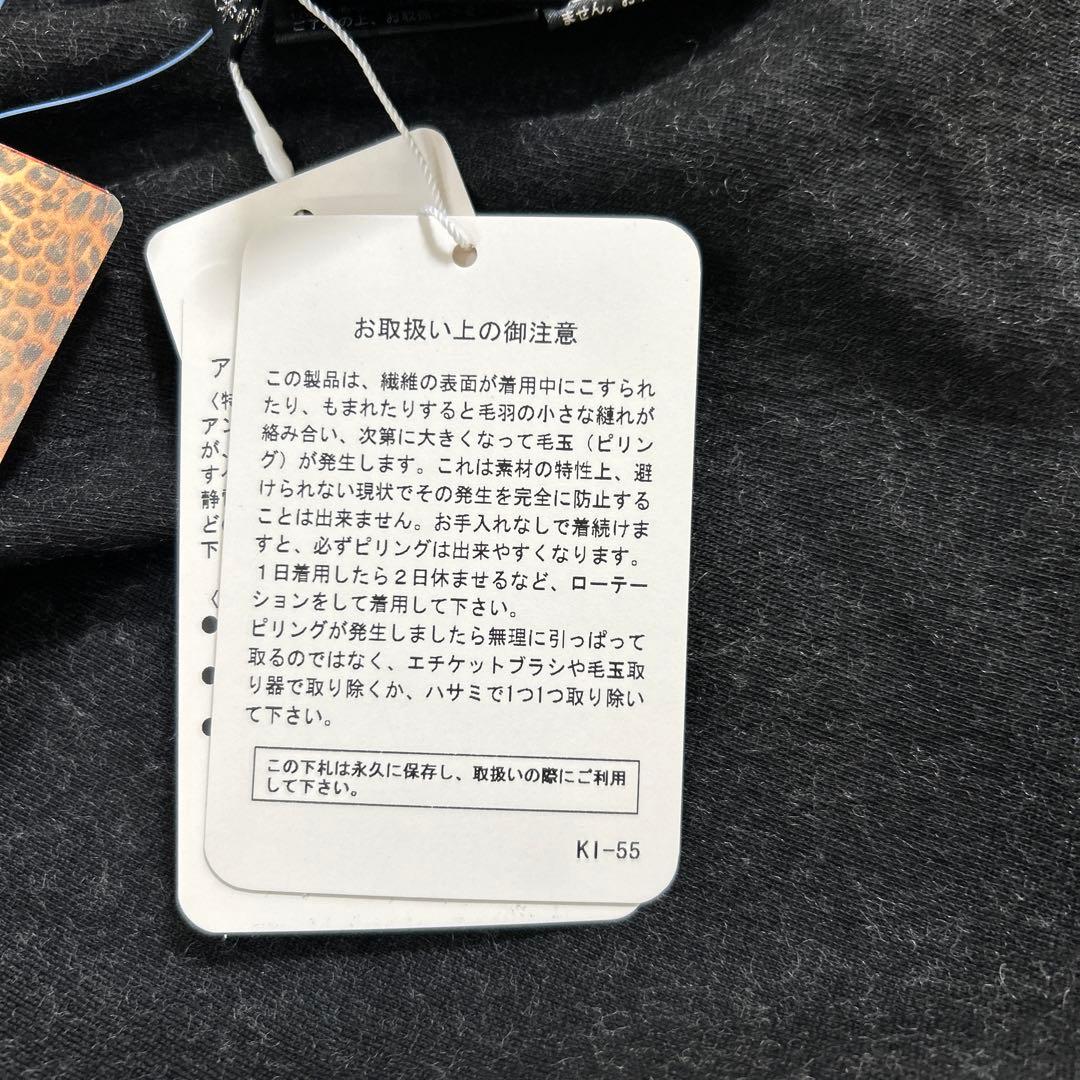 ません。お
お取扱い上の御注意
この製品は、繊維の表面が着用中にこすられ
たり、もまれたりすると毛羽の小さな縺れが
絡み合い、次第に大きくなって毛玉（ピリン
グ）が発生します。これは素材の特性上、避
けられない現状でその発生を完全に防止する
ことは出来ません。お手入れなしで着続けま
すと、必ずピリングは出来やすくなります。
１日着用したら２日休ませるなど、ローテー
ションをして着用して下さい。
ピリングが発生しましたら無理に引っぱって
取るのではなく、エチケットブラシや毛玉取
り器で取り除くか、ハサミで1つ1つ取り除い
て下さい。
この下札は永久に保存し、取扱いの際にご利用
して下さい。
KI-55
ア
〈特
アン
が、
す
静
ど
下
〈
●
●
●